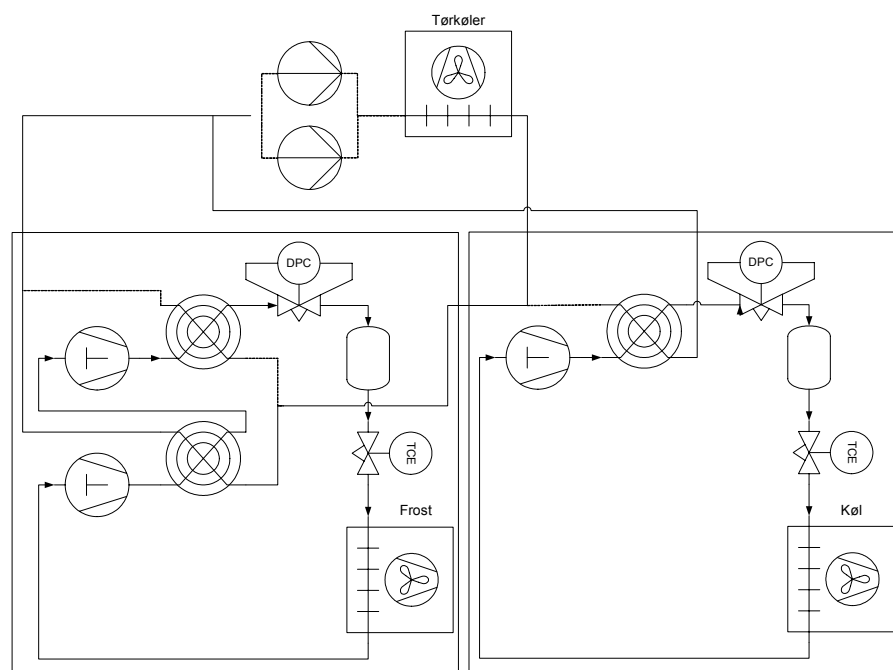 Tørkøler
DPC
DPC
TCE
TCE
Frost
Køl